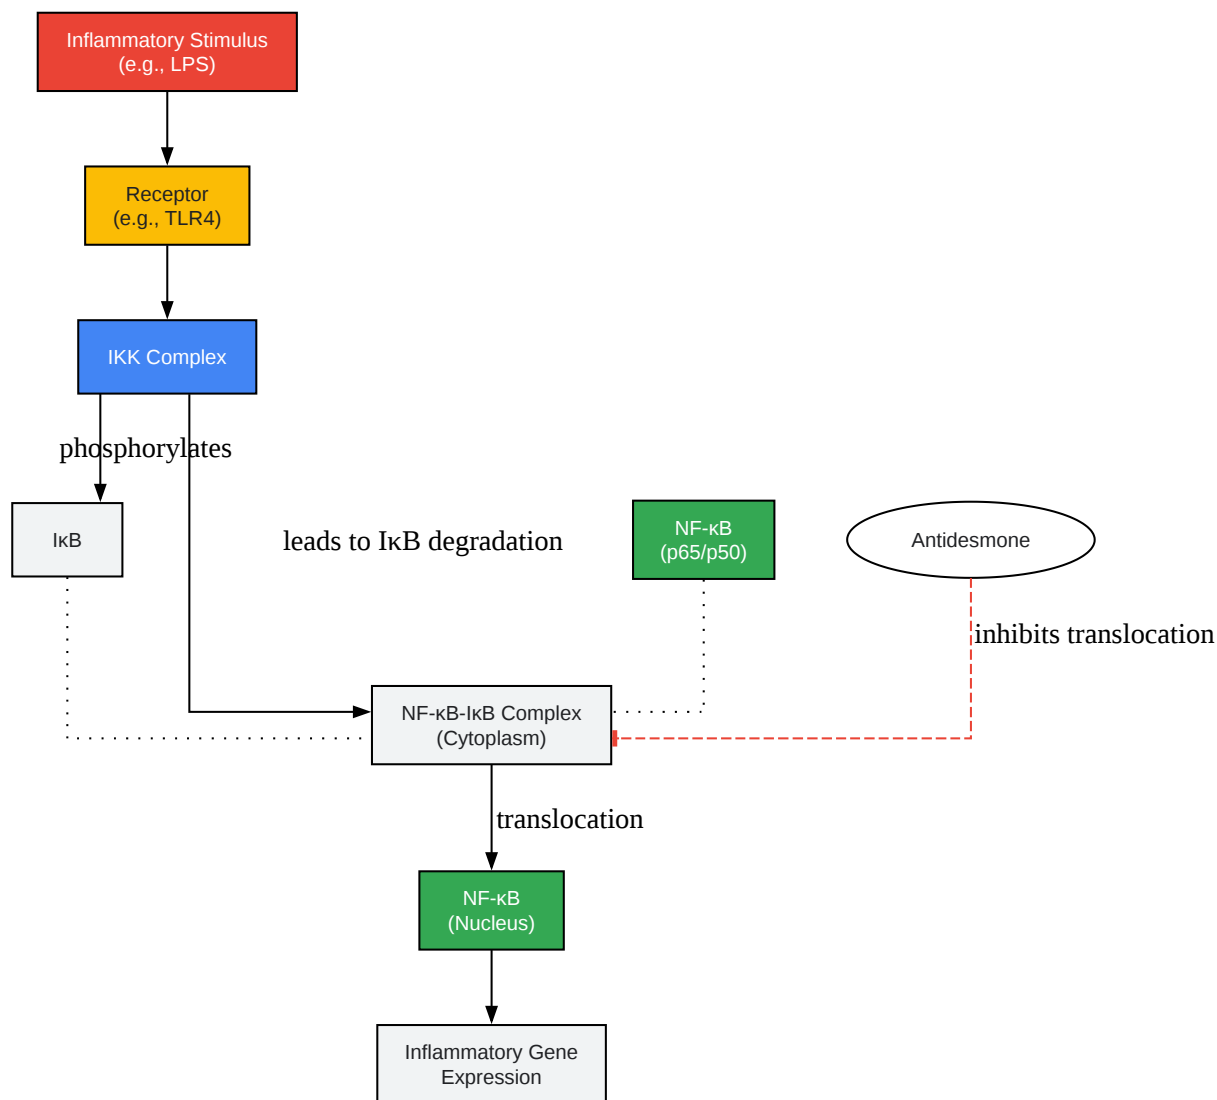 Inflammatory Stimulus
(e.g., LPS)
Receptor
(e.g., TLR4)
IKK Complex
phosphorylates
IκB
leads to IκB degradation
NF-κB
(p65/p50)
Antidesmone
inhibits translocation
NF-κB-IκB Complex
(Cytoplasm)
translocation
NF-κB
(Nucleus)
Inflammatory Gene
Expression